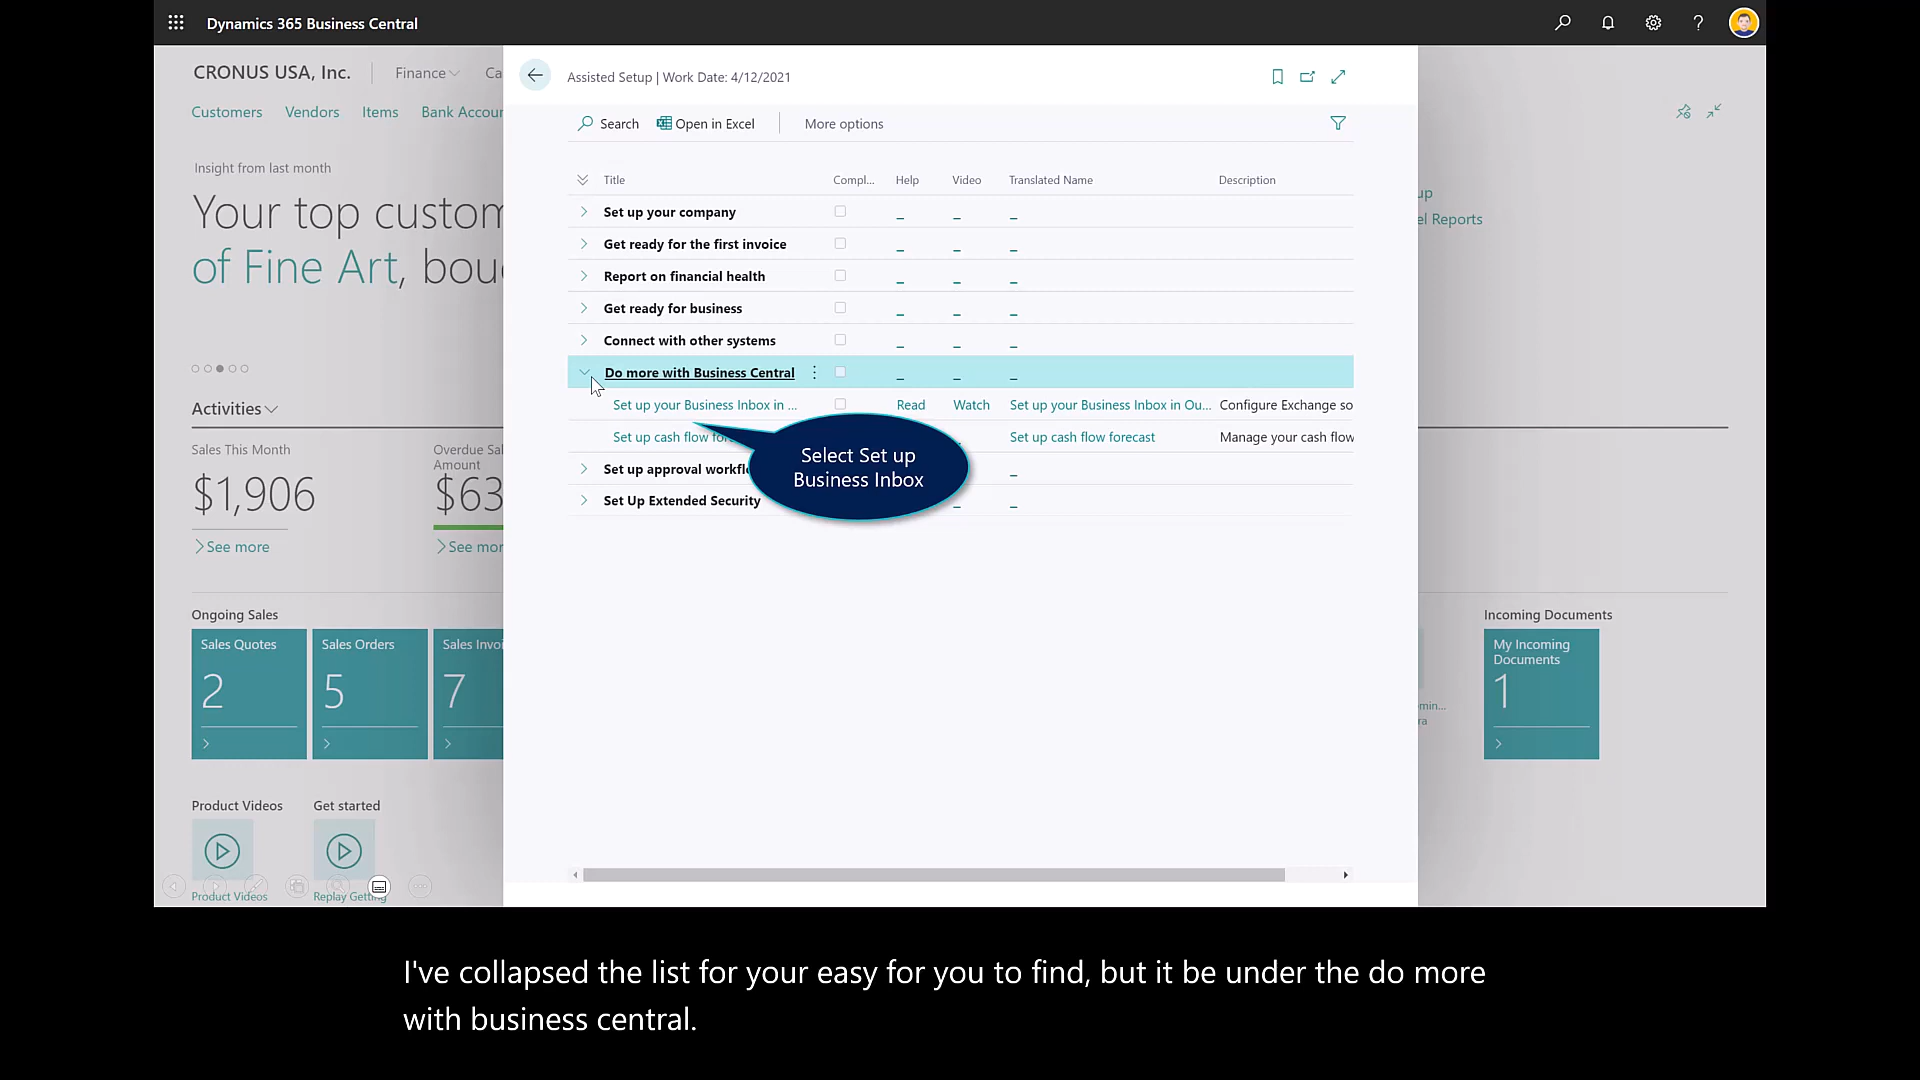 Dynamics 365 Business Central
CRONUS USA, Inc.
Finance
Ca
Customers
Vendors
Items
Bank Accoun
Insight from last month
Your top custom
of Fine Art, bou
Activities
Sales This Month
$1,906
See more
Overdue Sal
Amount
$63
See mor
Ongoing Sales
Sales Quotes
2
Sales Orders
5
Sales Invoi
7
Product Videos
Get started
Product Videos
Replay Getting
Assisted Setup | Work Date: 4/12/2021
Search
Open in Excel
More options
Title Compl... Help Video Translated Name Description
Set up your company _ _ _
Get ready for the first invoice _ _ _
Report on financial health _ _ _
Get ready for business _ _ _
Connect with other systems _ _ _
Do more with Business Central _ _ _
Set up your Business Inbox in ... Read Watch Set up your Business Inbox in Ou... Configure Exchange so
Set up cash flow for _ Set up cash flow forecast Manage your cash flow
Set up approval workfl _
Set Up Extended Security _ _
Select Set up
Business Inbox
up
el Reports
Incoming Documents
My Incoming
Documents
1
min...
ra
I've collapsed the list for your easy for you to find, but it be under the do more
with business central.